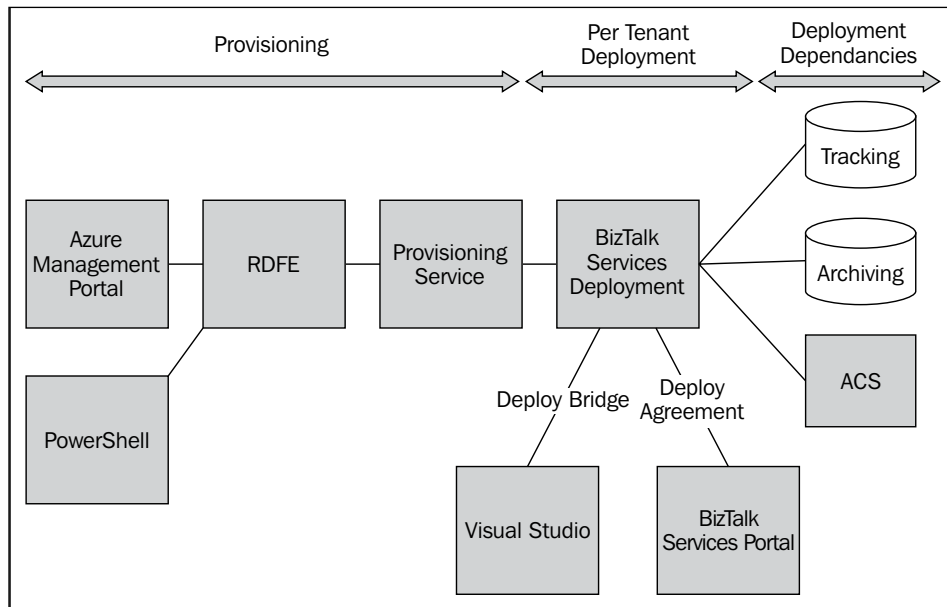 Provisioning
Per Tenant
Deployment
Deployment
Dependancies
Tracking
Azure
Management
Portal
RDFE
Provisioning
Service
BizTalk
Services
Deployment
Archiving
PowerShell
Deploy Bridge
Deploy
Agreement
ACS
Visual Studio
BizTalk
Services Portal